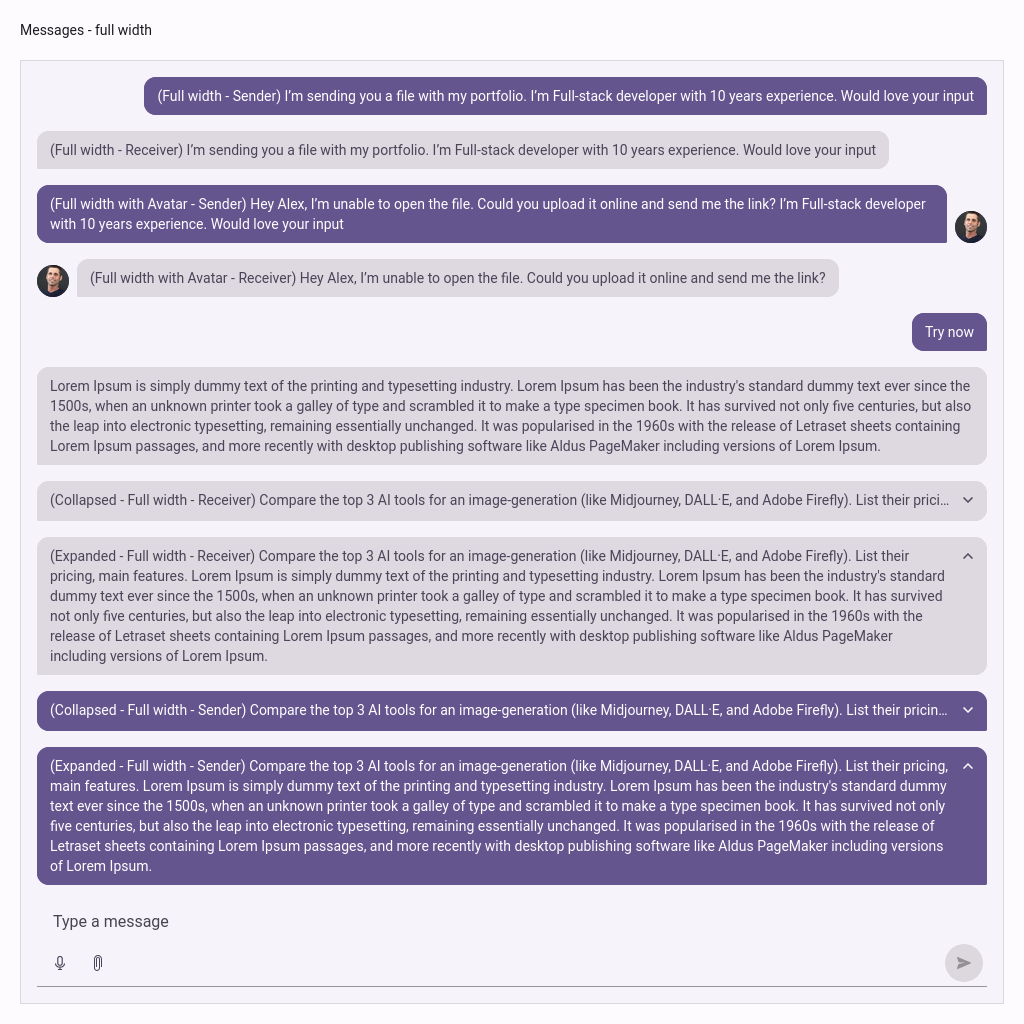 Messages - full width
(Full width - Sender) I’m sending you a file with my portfolio. I’m Full-stack developer with 10 years experience. Would love your input
(Full width - Receiver) I’m sending you a file with my portfolio. I’m Full-stack developer with 10 years experience. Would love your input
(Full width with Avatar - Sender) Hey Alex, I’m unable to open the file. Could you upload it online and send me the link? I’m Full-stack developer
with 10 years experience. Would love your input
(Full width with Avatar - Receiver) Hey Alex, I’m unable to open the file. Could you upload it online and send me the link?
Try now
Lorem Ipsum is simply dummy text of the printing and typesetting industry. Lorem Ipsum has been the industry's standard dummy text ever since the
1500s, when an unknown printer took a galley of type and scrambled it to make a type specimen book. It has survived not only five centuries, but also
the leap into electronic typesetting, remaining essentially unchanged. It was popularised in the 1960s with the release of Letraset sheets containing
Lorem Ipsum passages, and more recently with desktop publishing software like Aldus PageMaker including versions of Lorem Ipsum.
(Collapsed - Full width - Receiver) Compare the top 3 AI tools for an image-generation (like Midjourney, DALL·E, and Adobe Firefly). List their prici...
(Expanded - Full width - Receiver) Compare the top 3 AI tools for an image-generation (like Midjourney, DALL·E, and Adobe Firefly). List their
pricing, main features. Lorem Ipsum is simply dummy text of the printing and typesetting industry. Lorem Ipsum has been the industry's standard
dummy text ever since the 1500s, when an unknown printer took a galley of type and scrambled it to make a type specimen book. It has survived
not only five centuries, but also the leap into electronic typesetting, remaining essentially unchanged. It was popularised in the 1960s with the
release of Letraset sheets containing Lorem Ipsum passages, and more recently with desktop publishing software like Aldus PageMaker
including versions of Lorem Ipsum.
(Collapsed - Full width - Sender) Compare the top 3 AI tools for an image-generation (like Midjourney, DALL·E, and Adobe Firefly). List their pricin...
(Expanded - Full width - Sender) Compare the top 3 AI tools for an image-generation (like Midjourney, DALL·E, and Adobe Firefly). List their pricing,
main features. Lorem Ipsum is simply dummy text of the printing and typesetting industry. Lorem Ipsum has been the industry's standard dummy
text ever since the 1500s, when an unknown printer took a galley of type and scrambled it to make a type specimen book. It has survived not only
five centuries, but also the leap into electronic typesetting, remaining essentially unchanged. It was popularised in the 1960s with the release of
Letraset sheets containing Lorem Ipsum passages, and more recently with desktop publishing software like Aldus PageMaker including versions
of Lorem Ipsum.
Type a message